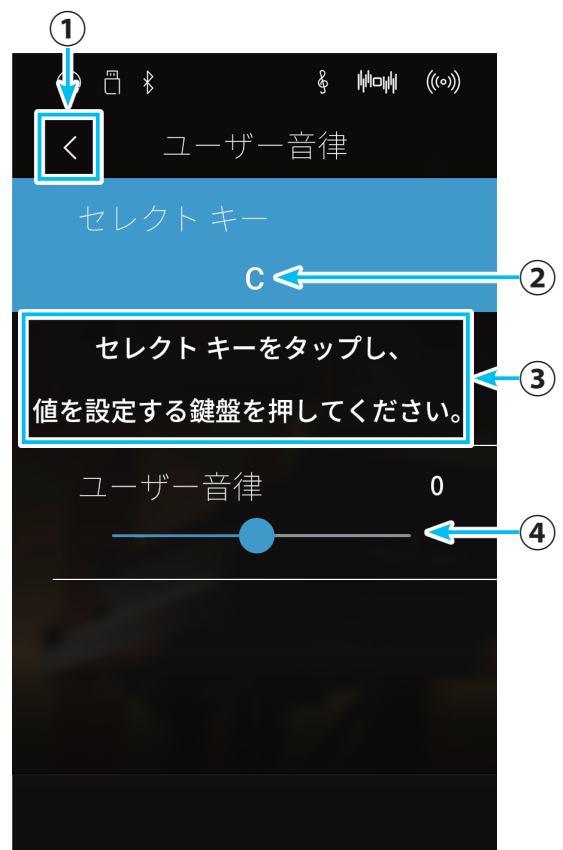 ①
ユーザー音律
セレクト キー
C
②
セレクト キーをタップし、
値を設定する鍵盤を押してください。
③
ユーザー音律 0
④